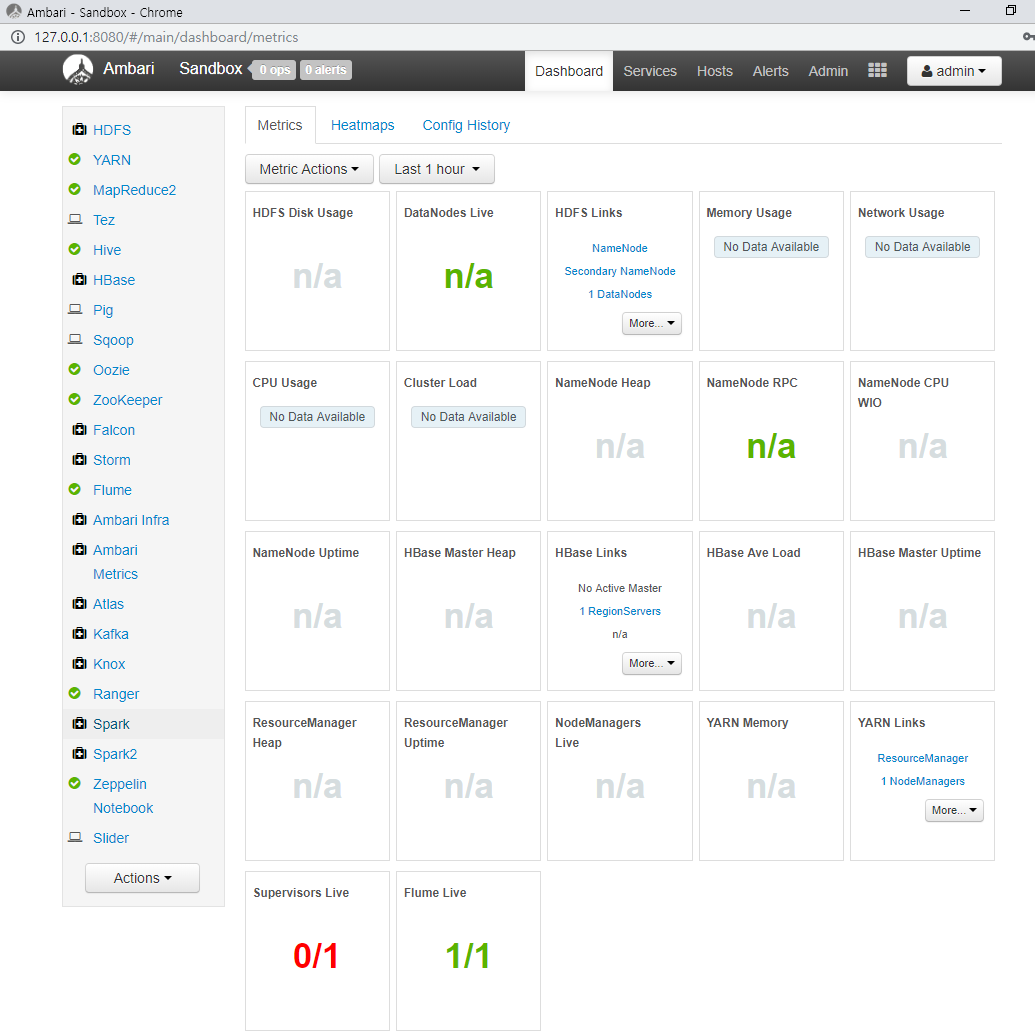 Ambari - Sandbox - Chrome
127.0.0.1:8080/#/main/dashboard/metrics
Ambari Sandbox 0 ops 0 alerts Dashboard Services Hosts Alerts Admin admin
HDFS
YARN
MapReduce2
Tez
Hive
HBase
Pig
Sqoop
Oozie
ZooKeeper
Falcon
Storm
Flume
Ambari Infra
Ambari
Metrics
Atlas
Kafka
Knox
Ranger
Spark
Spark2
Zeppelin
Notebook
Slider
Actions
Metrics Heatmaps Config History
Metric Actions Last 1 hour
HDFS Disk Usage
n/a
DataNodes Live
n/a
HDFS Links
NameNode
Secondary NameNode
1 DataNodes
More...
Memory Usage
No Data Available
Network Usage
No Data Available
CPU Usage
No Data Available
Cluster Load
No Data Available
NameNode Heap
n/a
NameNode RPC
n/a
NameNode CPU
WIO
n/a
NameNode Uptime
n/a
HBase Master Heap
n/a
HBase Links
No Active Master
1 RegionServers
n/a
More...
HBase Ave Load
n/a
HBase Master Uptime
n/a
ResourceManager
Heap
n/a
ResourceManager
Uptime
n/a
NodeManagers
Live
n/a
YARN Memory
n/a
YARN Links
ResourceManager
1 NodeManagers
More...
Supervisors Live
0/1
Flume Live
1/1